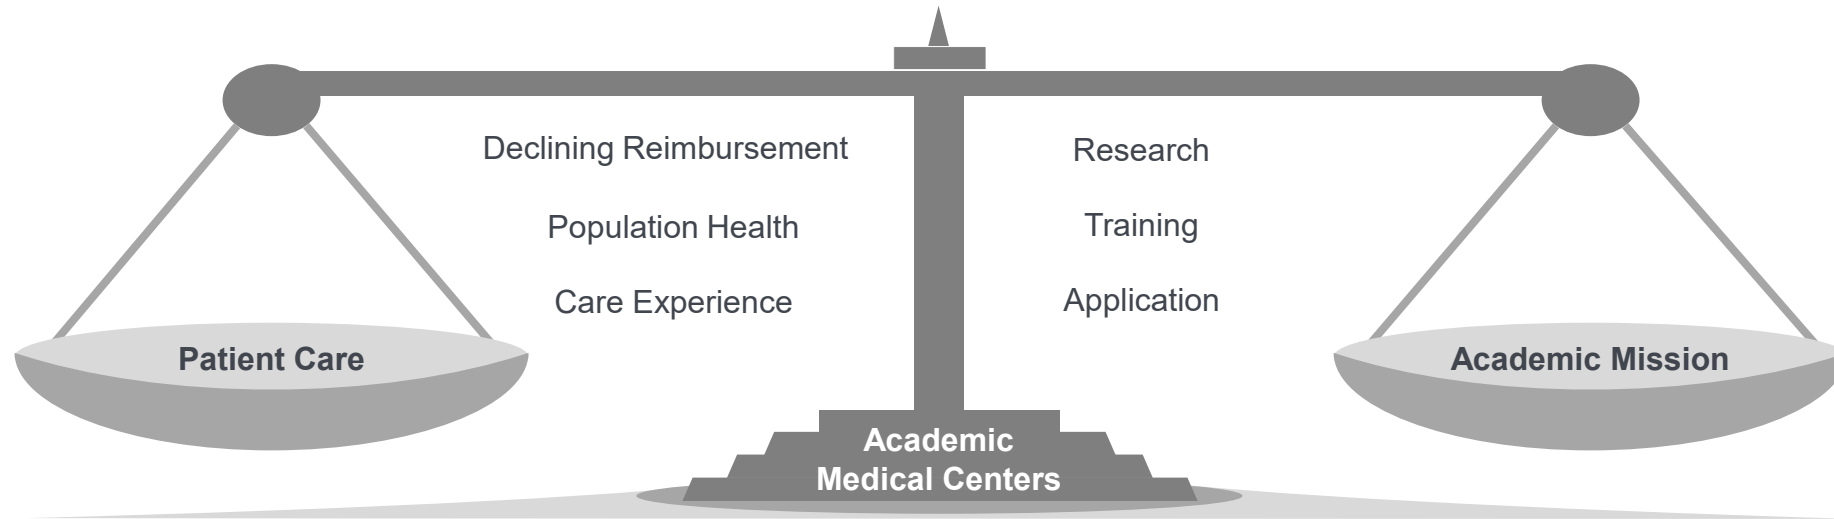 Declining Reimbursement
Population Health
Care Experience
Research
Training
Application
Patient Care
Academic Mission
Academic
Medical Centers